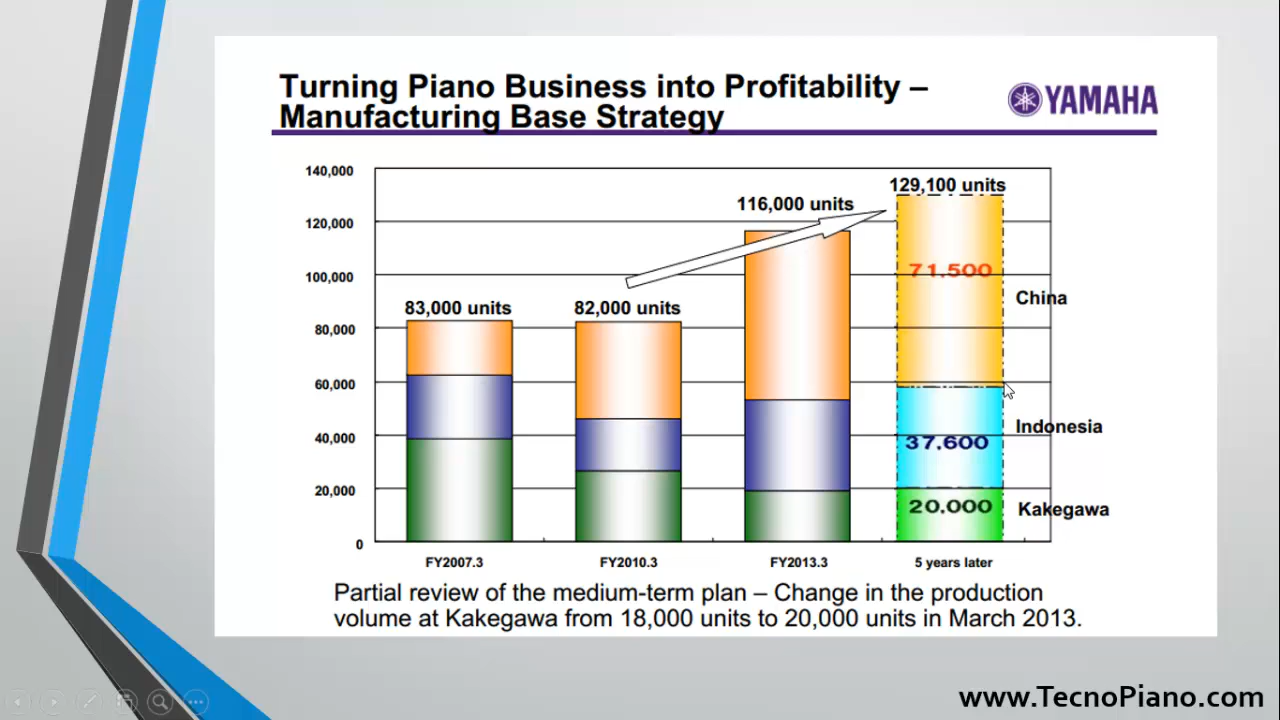 Turning Piano Business into Profitability –
Manufacturing Base Strategy
YAMAHA
140,000
120,000
100,000
80,000
60,000
40,000
20,000
0
83,000 units
82,000 units
116,000 units
129,100 units
71.500
China
Indonesia
37.600
20.000
Kakegawa
FY2007.3
FY2010.3
FY2013.3
5 years later
Partial review of the medium-term plan – Change in the production
volume at Kakegawa from 18,000 units to 20,000 units in March 2013.
www.TecnoPiano.com